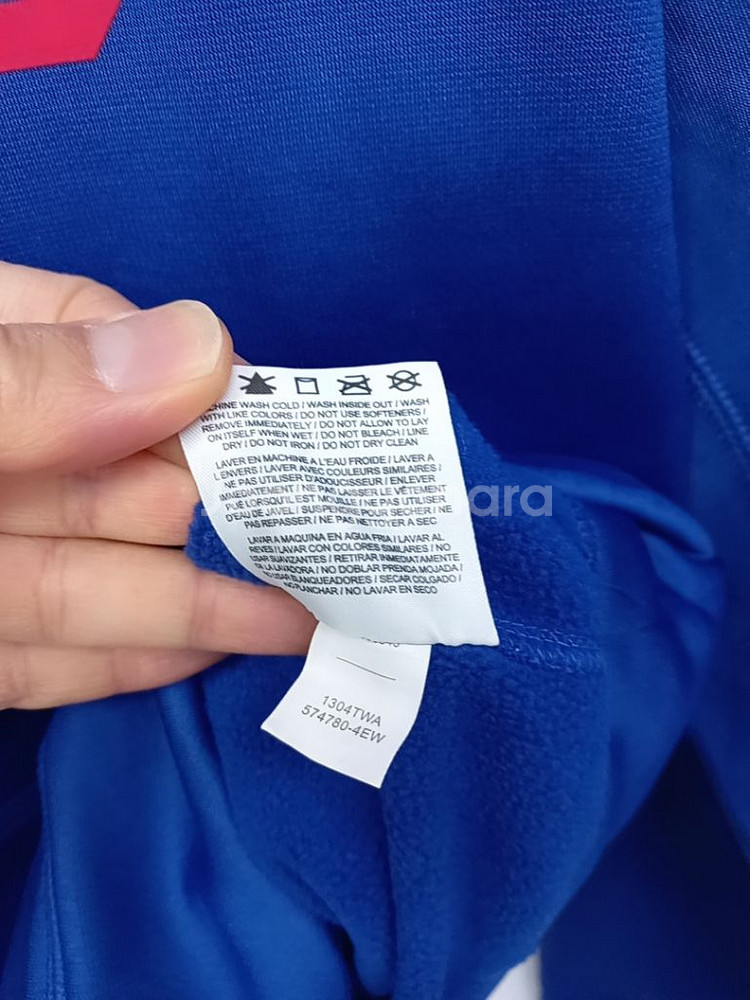 WASH COLD / WASH INSIDE OUT / WASH
WITH LIKE COLORS / DO NOT USE SOFTENERS /
REMOVE IMMEDIATELY / DO NOT ALLOW TO LAY
ON ITSELF WHEN WET / DO NOT BLEACH / LINE
DRY / DO NOT IRON / DO NOT DRY CLEAN
LAVER EN MACHINE A L'EAU FROIDE / LAVER A
L'ENVERS / LAVER AVEC COULEURS SIMILAIRES /
NE PAS UTILISER D'ADOUCISSEUR / ENLEVER
IMMEDIATEMENT / NE PAS LAISSER LE VÊTEMENT
PLIÉ LORSQU'IL EST MOUILLE / NE PAS UTILISER
D'EAU DE JAVEL / SUSPENDRE POUR SECHER / NE
PAS REPASSER / NE PAS NETTOYER A SEC
LAVAR A MAQUINA EN AGUA FRIA / LAVAR AL
REVES / LAVAR CON COLORES SIMILARES / NO
USAR SUAVIZANTES / RETIRAR INMEDIATAMENTE
DE LA LAVADORA / NO DOBLAR PRENDA MOJADA /
NO USAR BLANQUEADORES / SECAR COLGADO /
NO PLANCHAR / NO LAVAR EN SECO
1304TWA
574780-4EW